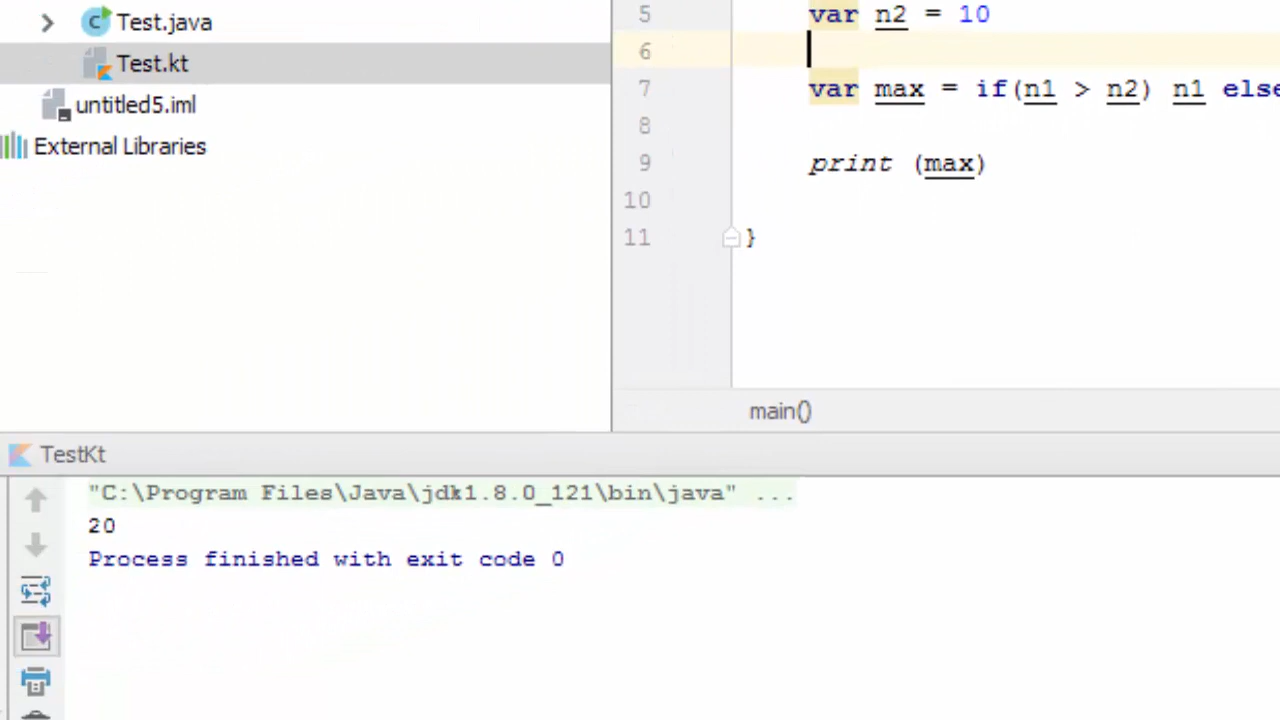 Test.java
Test.kt
untitled5.iml
External Libraries
5 var n2 = 10
6
7 var max = if(n1 > n2) n1 else
8
9 print (max)
10
11 }
main()
TestKt
"C:\Program Files\Java\jdk1.8.0_121\bin\java" ...
20
Process finished with exit code 0